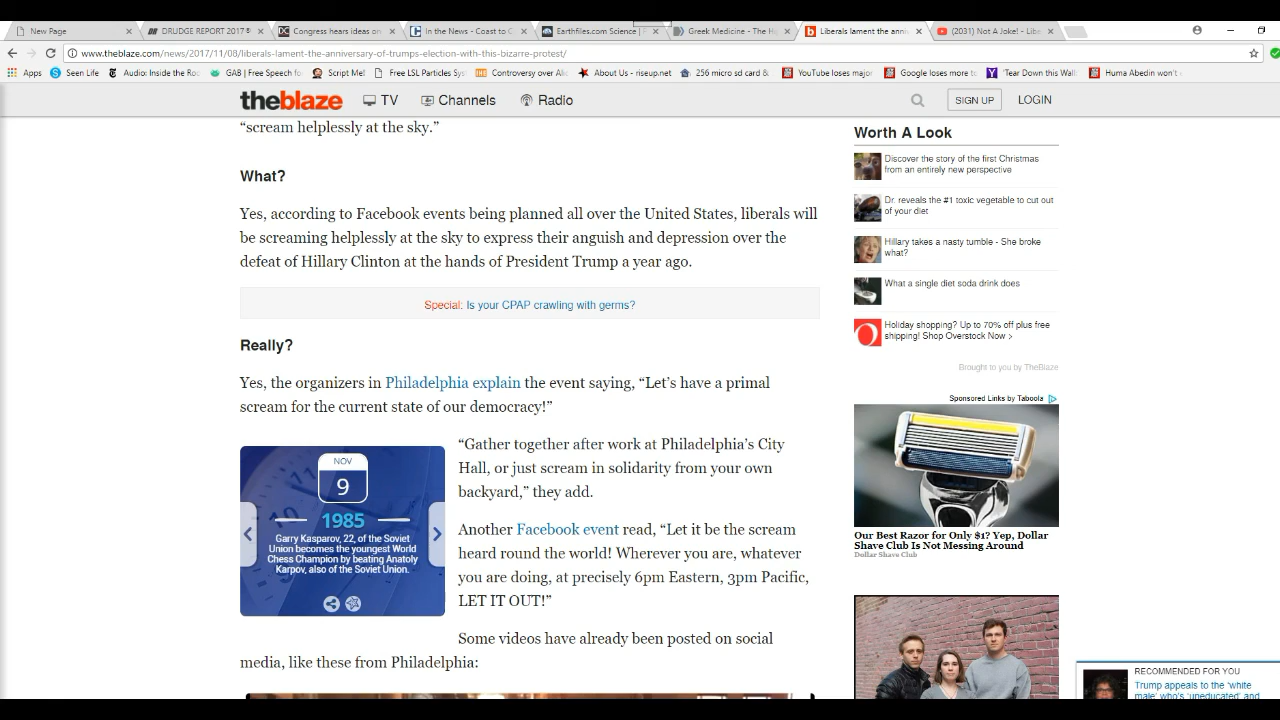 New Page
DRUDGE REPORT 2017®
Congress hears ideas on
In the News - Coast to C
Earthfiles.com Science |
Greek Medicine - The Hi
Liberals lament the anni
(2031) Not A Joke! - Lib
www.theblaze.com/news/2017/11/08/liberals-lament-the-anniversary-of-trumps-election-with-this-bizarre-protest/
Apps
Seen Life
Audio: Inside the Ro
GAB | Free Speech fo
Script Me!
Free LSL Particles Sys
Controversy over Ali
About Us - riseup.net
256 micro sd card &
YouTube loses major
Google loses more to
'Tear Down this Wall
Huma Abedin won't
theblaze
TV
Channels
Radio
SIGN UP
LOGIN
“scream helplessly at the sky.”
What?
Yes, according to Facebook events being planned all over the United States, liberals will
be screaming helplessly at the sky to express their anguish and depression over the
defeat of Hillary Clinton at the hands of President Trump a year ago.
Special: Is your CPAP crawling with germs?
Really?
Yes, the organizers in Philadelphia explain the event saying, “Let’s have a primal
scream for the current state of our democracy!”
NOV
9
1985
Garry Kasparov, 22, of the Soviet
Union becomes the youngest World
Chess Champion by beating Anatoly
Karpov, also of the Soviet Union.
“Gather together after work at Philadelphia’s City
Hall, or just scream in solidarity from your own
backyard,” they add.
Another Facebook event read, “Let it be the scream
heard round the world! Wherever you are, whatever
you are doing, at precisely 6pm Eastern, 3pm Pacific,
LET IT OUT!”
Some videos have already been posted on social
media, like these from Philadelphia:
Worth A Look
Discover the story of the first Christmas
from an entirely new perspective
Dr. reveals the #1 toxic vegetable to cut out
of your diet
Hillary takes a nasty tumble - She broke
what?
What a single diet soda drink does
Holiday shopping? Up to 70% off plus free
shipping! Shop Overstock Now >
Brought to you by TheBlaze
Sponsored Links by Taboola
Our Best Razor for Only $1? Yep, Dollar
Shave Club Is Not Messing Around
Dollar Shave Club
RECOMMENDED FOR YOU
Trump appeals to the ‘white
male’ who’s ‘uneducated’ and